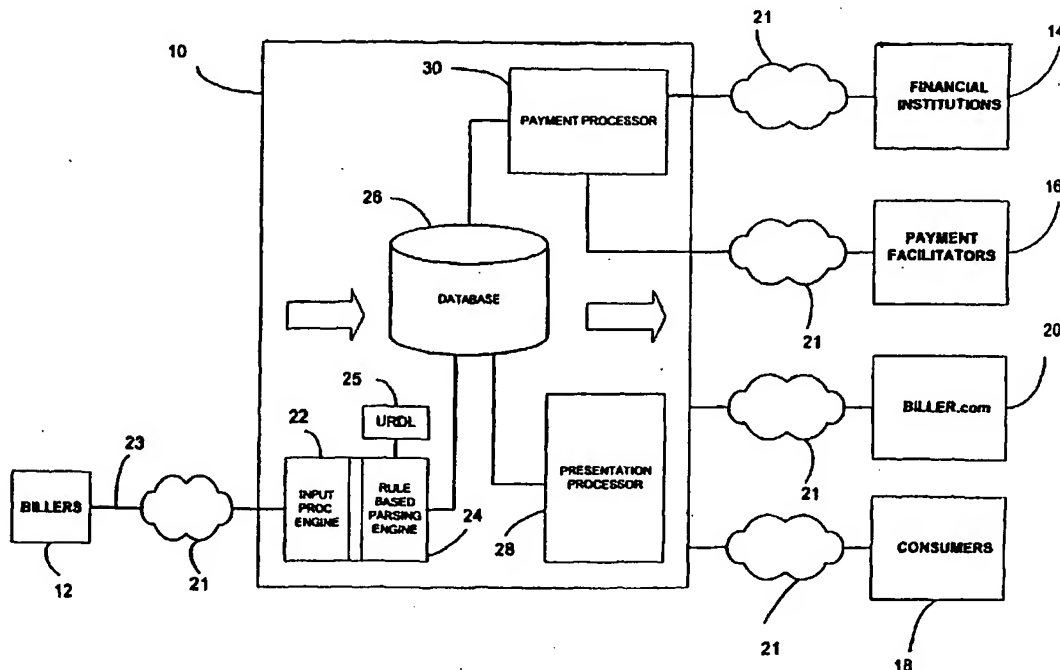 21
14
10
30
FINANCIAL
INSTITUTIONS
PAYMENT PROCESSOR
26
16
PAYMENT
FACILITATORS
DATABASE
21
20
25
URDL
BILLER.com
22
23
21
BILLERS
INPUT
PROC
ENGINE
RULE
BASED
PARSING
ENGINE
PRESENTATION
PROCESSOR
24
28
CONSUMERS
12
21
21
18